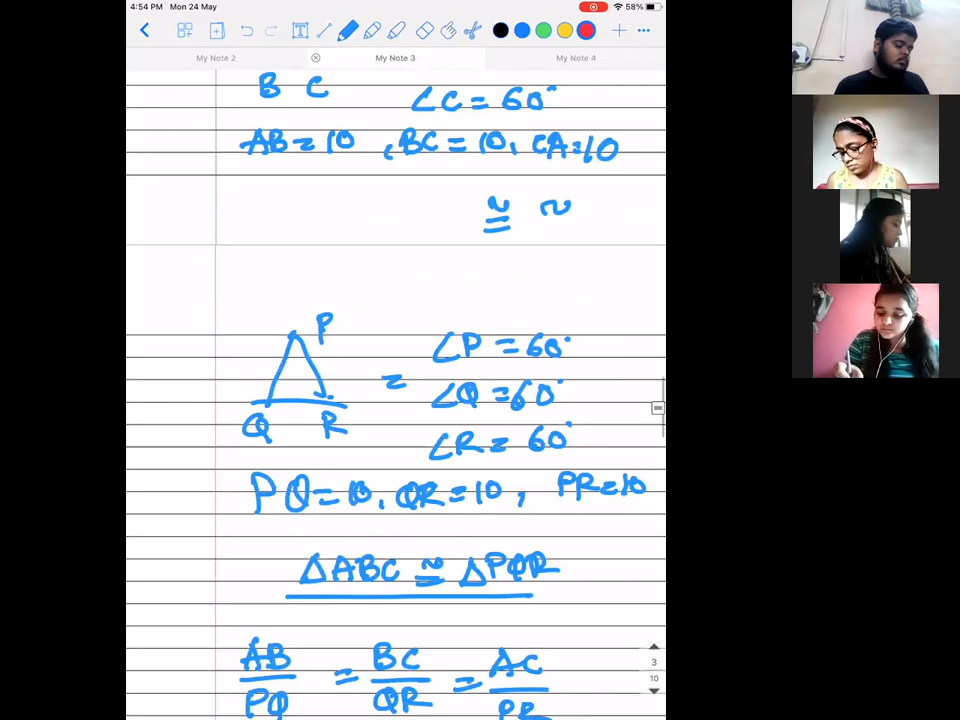 4:54 PM Mon 24 May 58%
My Note 2 My Note 3 My Note 4
B C ∠C = 60°
AB = 10 , BC = 10, CA = 10
≅ ~
P ∠P = 60°
= ∠Q = 60°
Q R ∠R = 60°
PQ = 10, QR = 10, PR = 10
ΔABC ≅ ΔPQR
AB/PQ = BC/QR = AC/PR
3
10